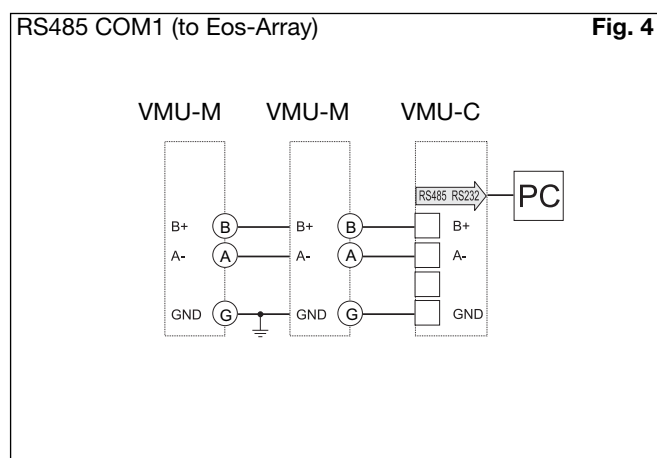 RS485 COM1 (to Eos-Array) Fig. 4
VMU-M VMU-M VMU-C
RS485 RS232 PC
B+ B B+ B B+
A- A A- A A-
GND G GND G GND